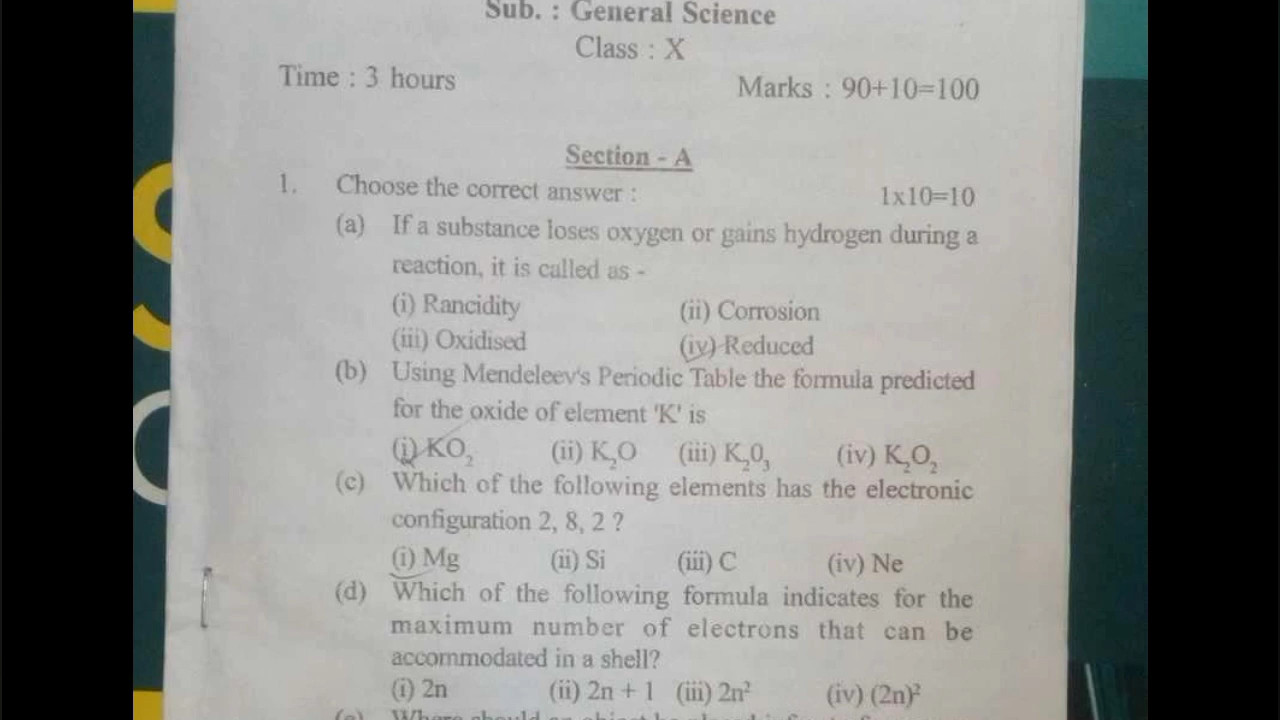 Sub. : General Science
Class : X
Time : 3 hours Marks : 90+10=100
Section - A
1. Choose the correct answer : 1x10=10
(a) If a substance loses oxygen or gains hydrogen during a
reaction, it is called as -
(i) Rancidity (ii) Corrosion
(iii) Oxidised (iv) Reduced
(b) Using Mendeleev's Periodic Table the formula predicted
for the oxide of element 'K' is
(i) KO₂ (ii) K₂O (iii) K₂0₃ (iv) K₂O₂
(c) Which of the following elements has the electronic
configuration 2, 8, 2 ?
(i) Mg (ii) Si (iii) C (iv) Ne
(d) Which of the following formula indicates for the
maximum number of electrons that can be
accommodated in a shell?
(i) 2n (ii) 2n + 1 (iii) 2n² (iv) (2n)²